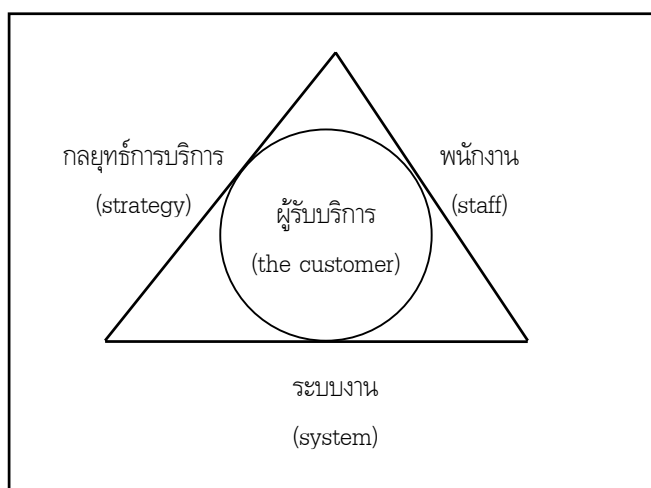 กลยุทธ์การบริการ
(strategy)
พนักงาน
(staff)
ผู้รับบริการ
(the customer)
ระบบงาน
(system)